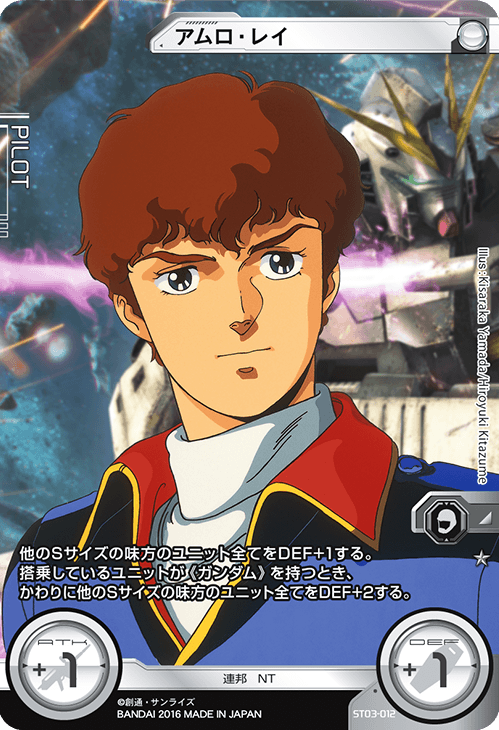 アムロ・レイ
PILOT
Illus:Kisaraka Yamada/Hiroyuki Kitazume
他のSサイズの味方のユニット全てをDEF+1する。
搭乗しているユニットが《ガンダム》を持つとき、
かわりに他のSサイズの味方のユニット全てをDEF+2する。
ATK
+1
DEF
+1
連邦 NT
©創通・サンライズ
BANDAI 2016 MADE IN JAPAN
ST03-012